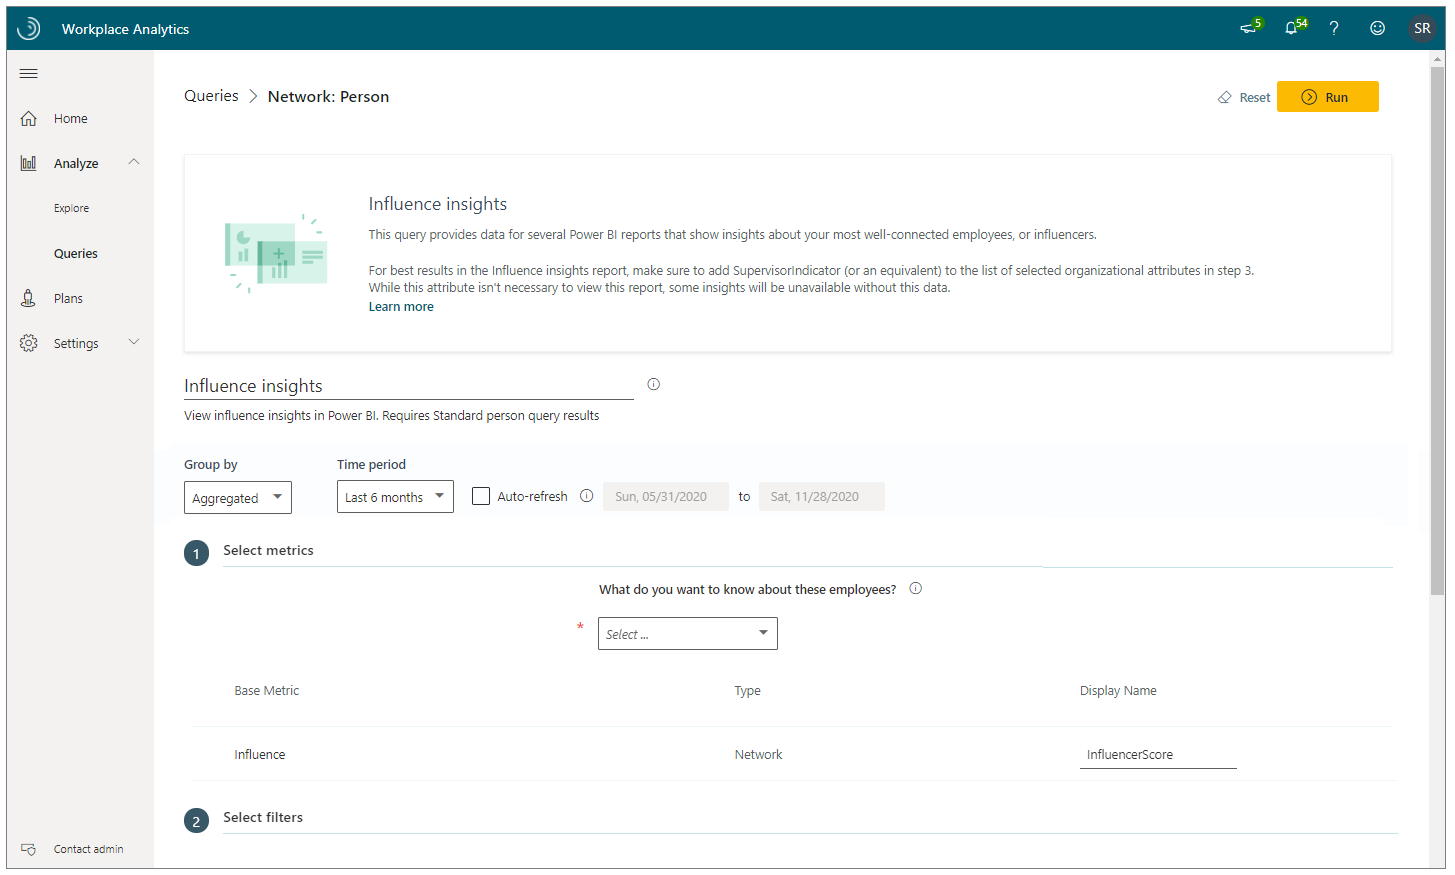 Workplace Analytics
5
54
?
SR
Home
Analyze
Explore
Queries
Plans
Settings
Contact admin
Queries > Network: Person
Reset
Run
Influence insights
This query provides data for several Power BI reports that show insights about your most well-connected employees, or influencers.
For best results in the Influence insights report, make sure to add SupervisorIndicator (or an equivalent) to the list of selected organizational attributes in step 3.
While this attribute isn't necessary to view this report, some insights will be unavailable without this data.
Learn more
Influence insights
View influence insights in Power BI. Requires Standard person query results
Group by
Time period
Aggregated
Last 6 months
Auto-refresh
Sun, 05/31/2020
to
Sat, 11/28/2020
1 Select metrics
What do you want to know about these employees?
* Select ...
Base Metric Type Display Name
Influence Network InfluencerScore
2 Select filters